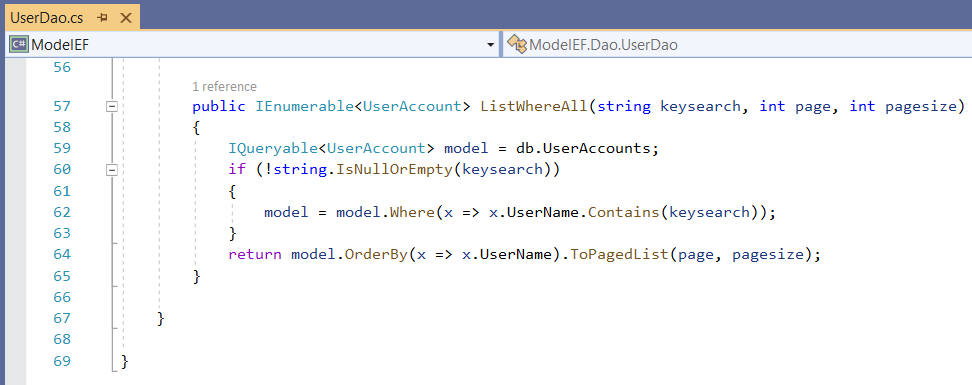 UserDao.cs
C# ModelEF
ModelEF.Dao.UserDao
56
1 reference
57 public IEnumerable<UserAccount> ListWhereAll(string keysearch, int page, int pagesize)
58 {
59 IQueryable<UserAccount> model = db.UserAccounts;
60 if (!string.IsNullOrEmpty(keysearch))
61 {
62 model = model.Where(x => x.UserName.Contains(keysearch));
63 }
64 return model.OrderBy(x => x.UserName).ToPagedList(page, pagesize);
65 }
66
67 }
68
69 }